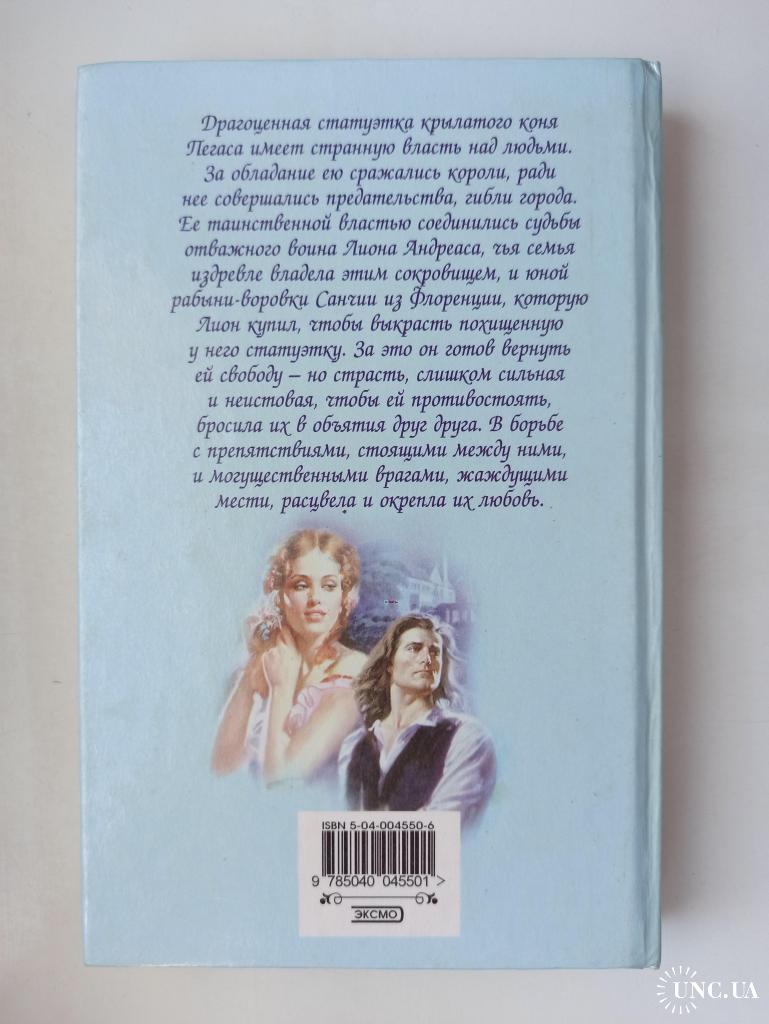 Драгоценная статуэтка крылатого коня
Пегаса имеет странную власть над людьми.
За обладание ею сражались короли, ради
нее совершались предательства, гибли города.
Ее таинственной властью соединились судьбы
отважного воина Лиона Андреаса, чья семья
издревле владела этим сокровищем, и юной
рабыни-воровки Санчии из Флоренции, которую
Лион купил, чтобы выкрасть похищенную
у него статуэтку. За это он готов вернуть
ей свободу – но страсть, слишком сильная
и неистовая, чтобы ей противостоять,
бросила их в объятия друг друга. В борьбе
с препятствиями, стоящими между ними,
и могущественными врагами, жаждущими
мести, расцвела и окрепла их любовь.
ISBN 5-04-004550-6
9 785040 045501 >
ЭКСМО
UNC.UA